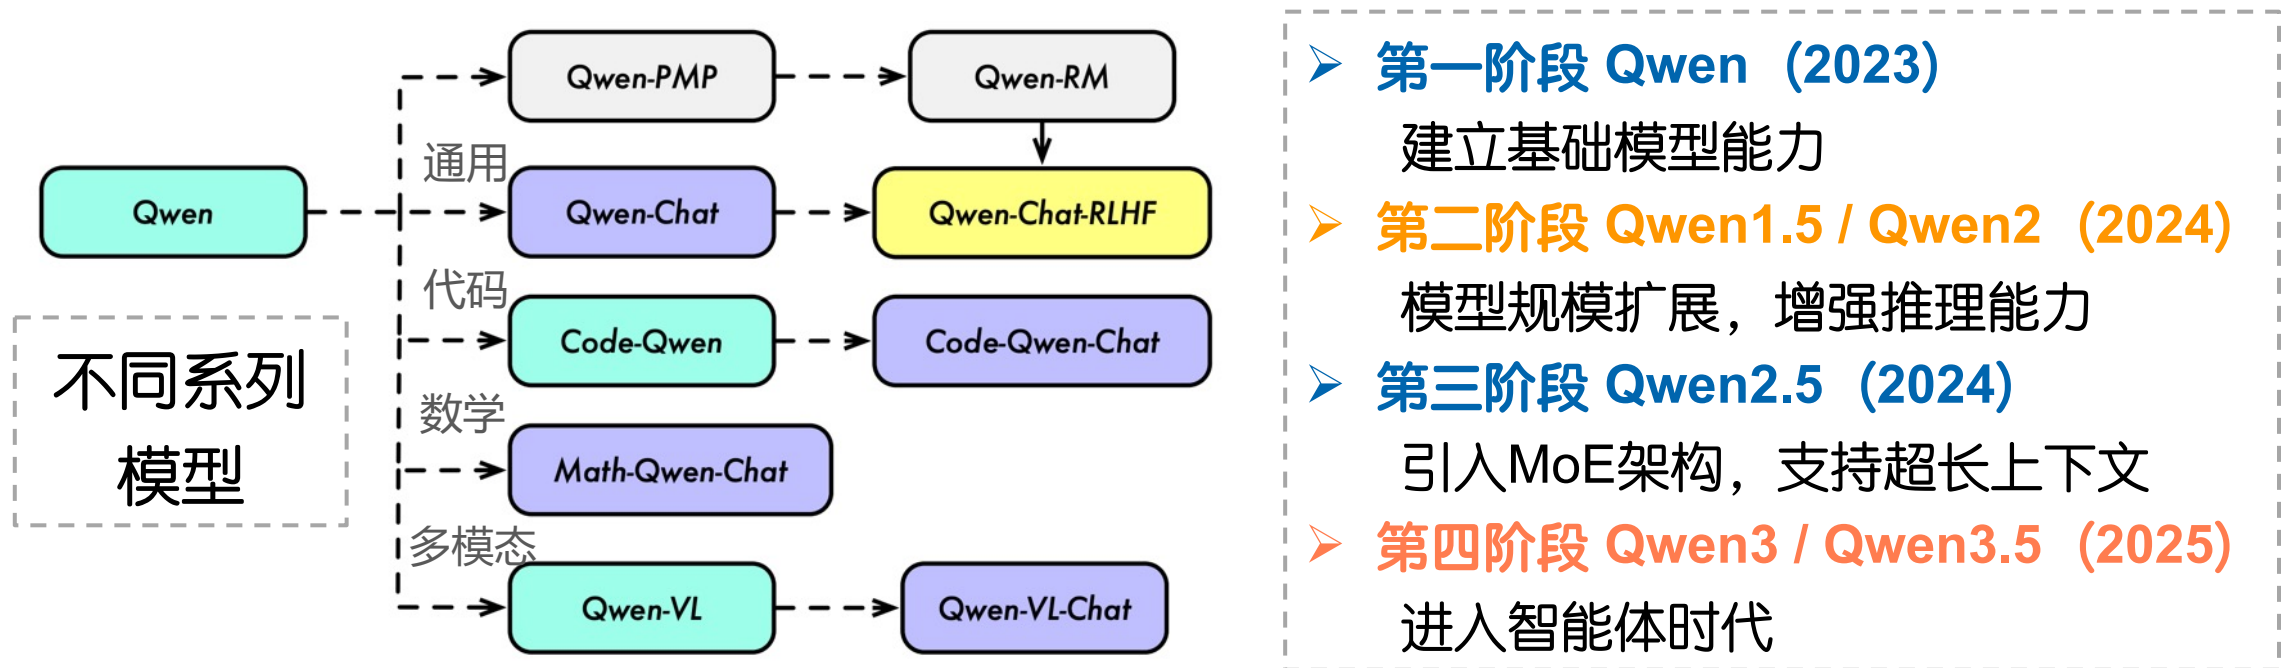 Qwen-PMP
Qwen-RM
通用
Qwen
Qwen-Chat
Qwen-Chat-RLHF
代码
Code-Qwen
Code-Qwen-Chat
不同系列
模型
数学
Math-Qwen-Chat
多模态
Qwen-VL
Qwen-VL-Chat
➢ 第一阶段 Qwen（2023）
建立基础模型能力
➢ 第二阶段 Qwen1.5 / Qwen2（2024）
模型规模扩展，增强推理能力
➢ 第三阶段 Qwen2.5（2024）
引入MoE架构，支持超长上下文
➢ 第四阶段 Qwen3 / Qwen3.5（2025）
进入智能体时代